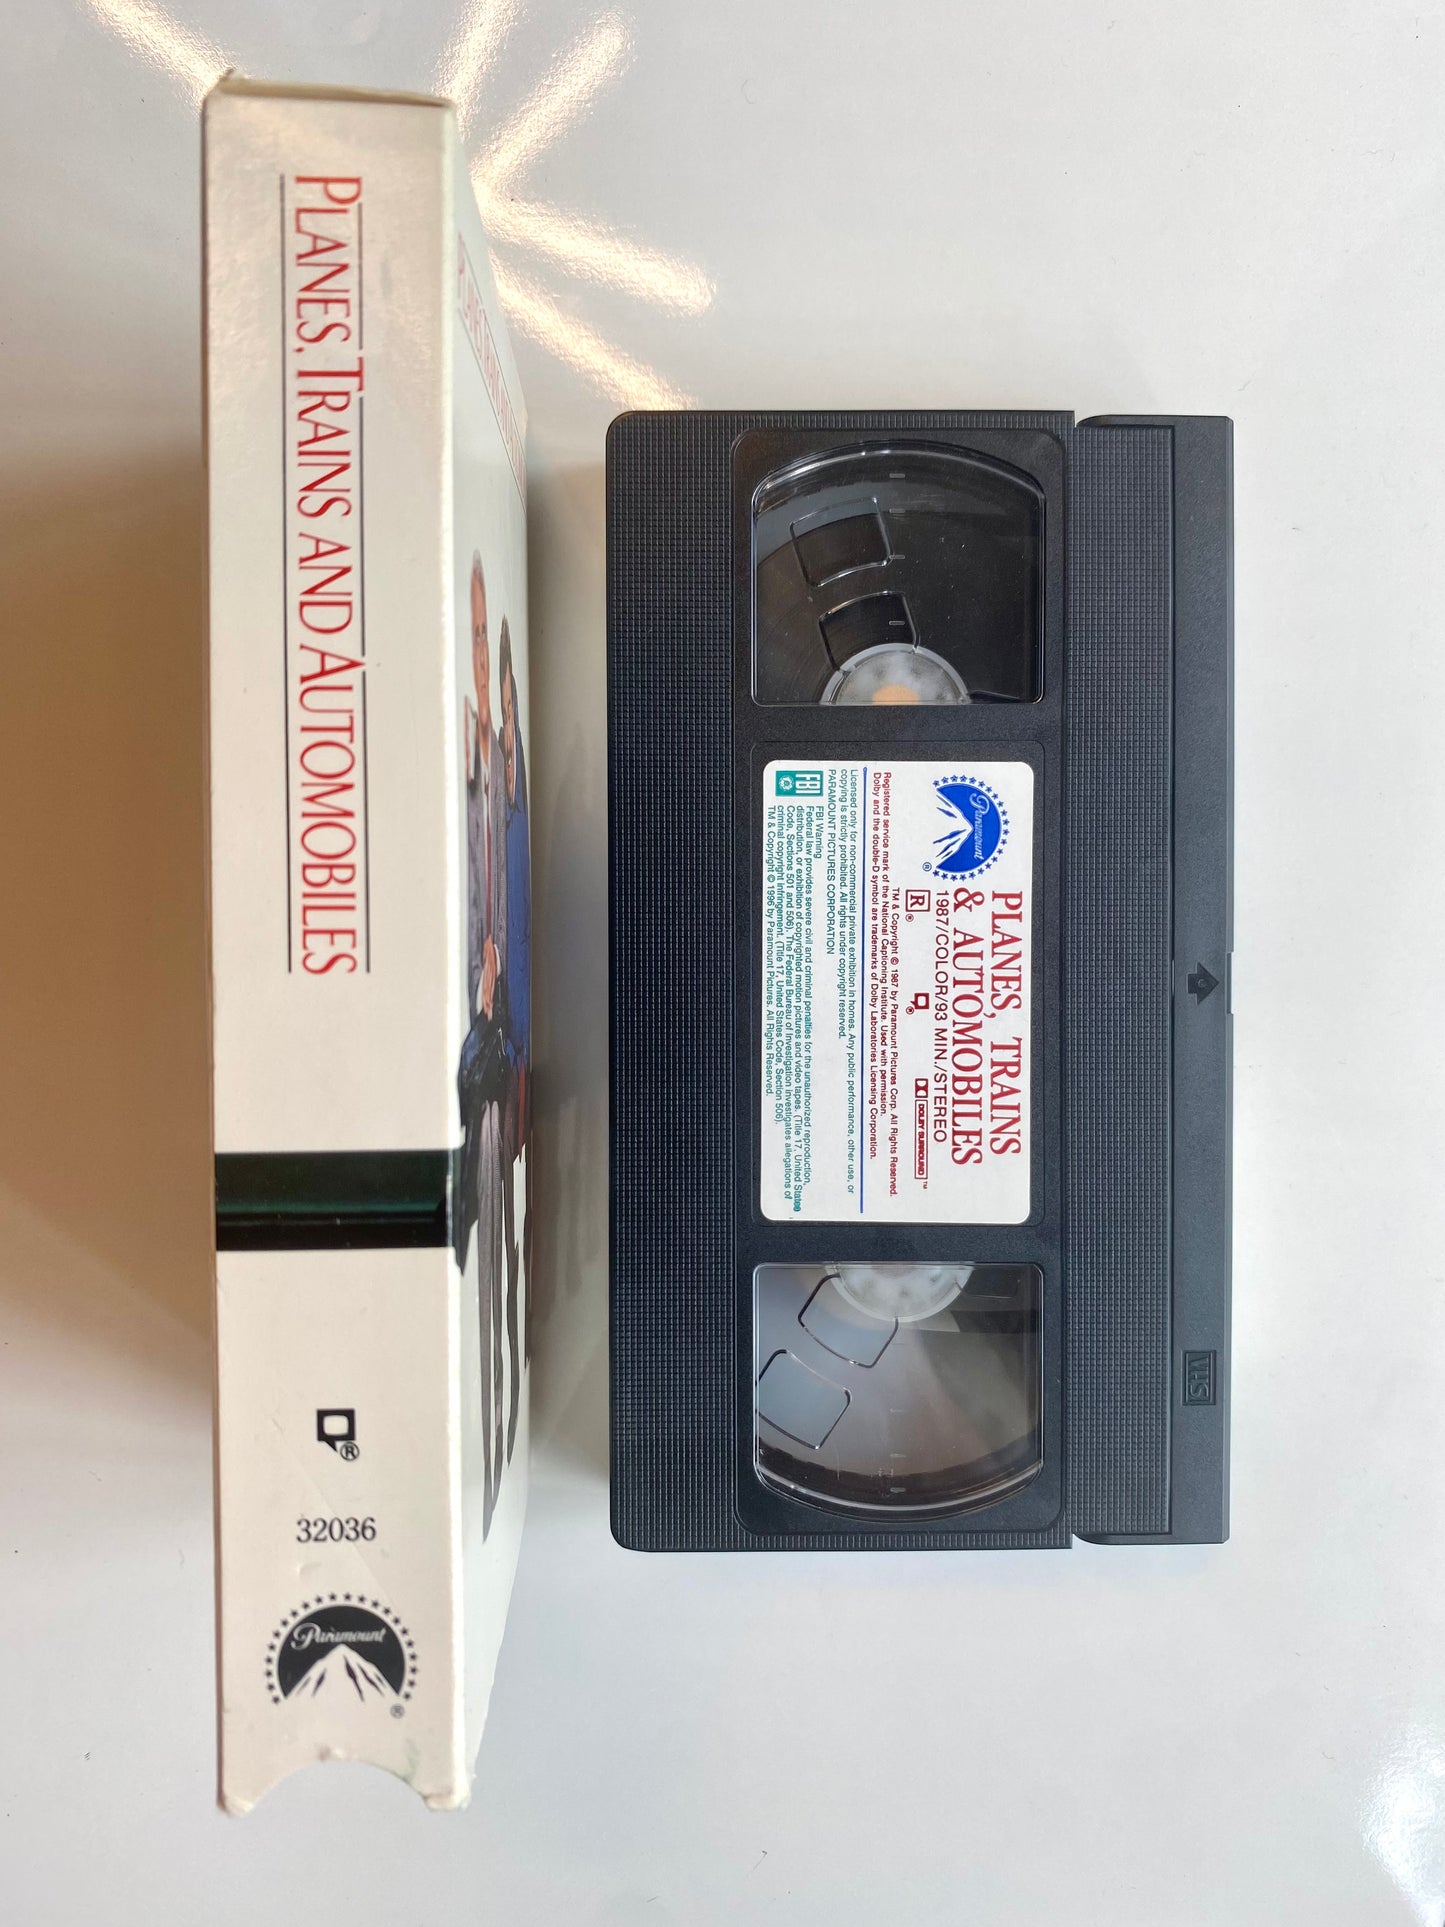 PLANES, TRAINS AND AUTOMOBILES
®
32036
Paramount
®
PLANES, TRAINS AND AUTOMOBILES
Paramount
®
PLANES, TRAINS
& AUTOMOBILES
1987/COLOR/93 MIN./STEREO
R ® ® DOLBY SURROUND ™
TM & Copyright © 1987 by Paramount Pictures Corp. All Rights Reserved.
Registered service mark of the National Captioning Institute. Used with permission.
Dolby and the double-D symbol are trademarks of Dolby Laboratories Licensing Corporation.
Licensed only for non-commercial private exhibition in homes. Any public performance, other use, or
copying is strictly prohibited. All rights under copyright reserved.
PARAMOUNT PICTURES CORPORATION
FBI
FBI Warning
Federal law provides severe civil and criminal penalties for the unauthorized reproduction,
distribution, or exhibition of copyrighted motion pictures and video tapes. (Title 17, United States
Code, Sections 501 and 506). The Federal Bureau of Investigation investigates allegations of
criminal copyright infringement. (Title 17, United States Code, Section 506).
TM & Copyright © 1996 by Paramount Pictures. All Rights Reserved.
VHS